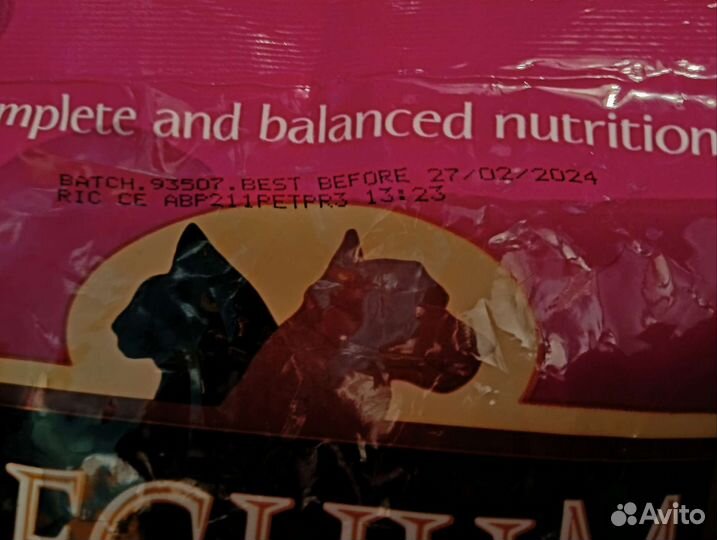 mplete and balanced nutrition
BATCH.93507.BEST BEFORE 27/02/2024
RIC CE ABP211PETPR3 13:23
Avito